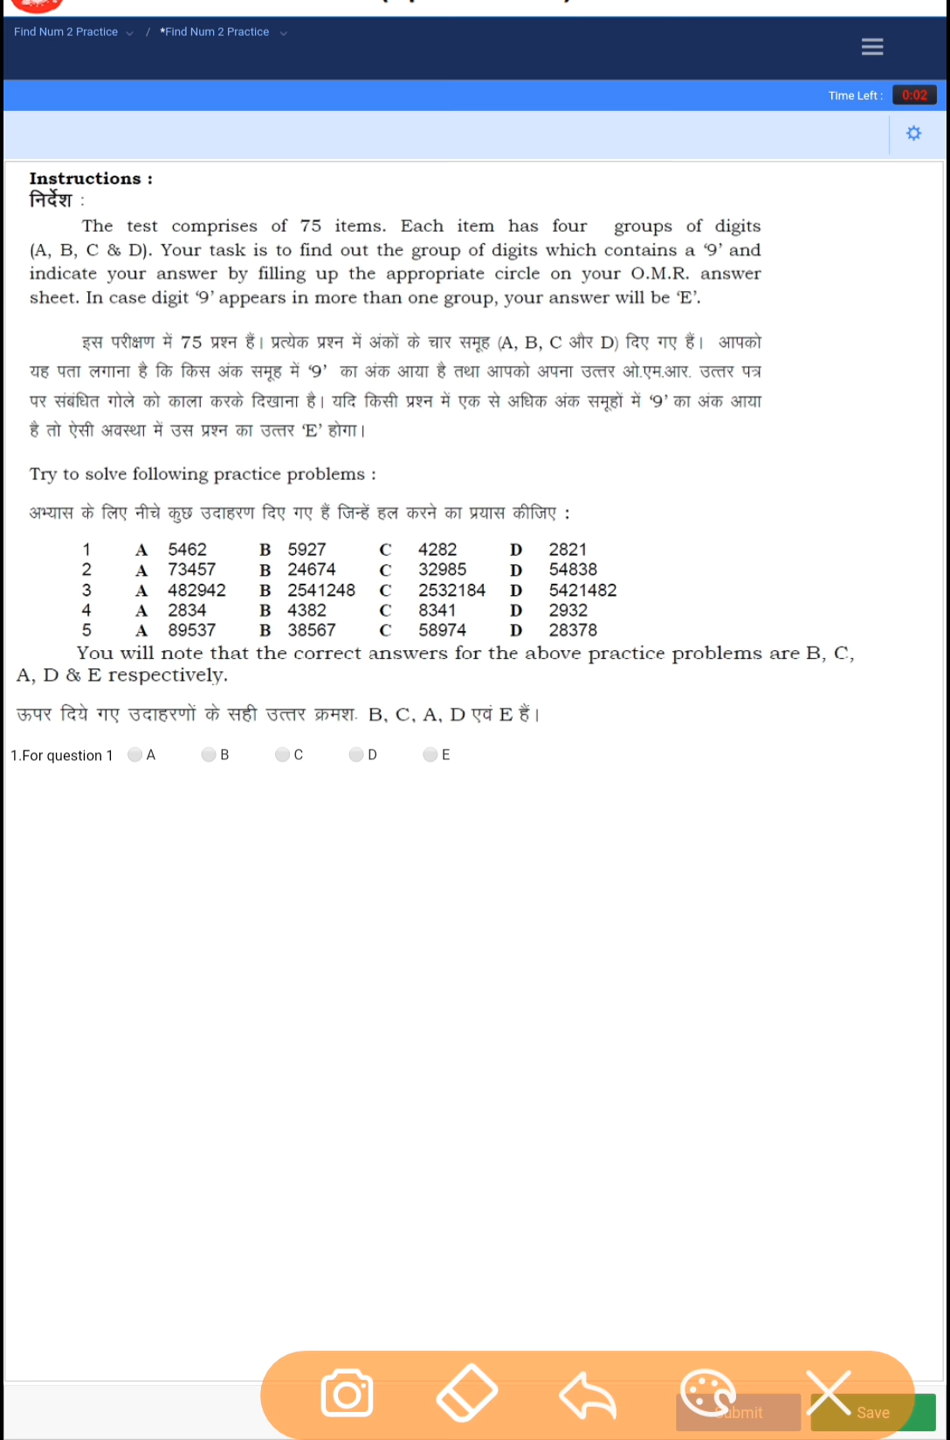 Find Num 2 Practice / *Find Num 2 Practice
Time Left : 0:02
Instructions :
निर्देश :
The test comprises of 75 items. Each item has four groups of digits
(A, B, C & D). Your task is to find out the group of digits which contains a ‘9’ and
indicate your answer by filling up the appropriate circle on your O.M.R. answer
sheet. In case digit ‘9’ appears in more than one group, your answer will be ‘E’.
इस परीक्षण में 75 प्रश्न हैं। प्रत्येक प्रश्न में अंकों के चार समूह (A, B, C और D) दिए गए हैं। आपको
यह पता लगाना है कि किस अंक समूह में ‘9’ का अंक आया है तथा आपको अपना उत्तर ओ.एम.आर. उत्तर पत्र
पर संबंधित गोले को काला करके दिखाना है। यदि किसी प्रश्न में एक से अधिक अंक समूहों में ‘9’ का अंक आया
है तो ऐसी अवस्था में उस प्रश्न का उत्तर ‘E’ होगा।
Try to solve following practice problems :
अभ्यास के लिए नीचे कुछ उदाहरण दिए गए हैं जिन्हें हल करने का प्रयास कीजिए :
1 A 5462 B 5927 C 4282 D 2821
2 A 73457 B 24674 C 32985 D 54838
3 A 482942 B 2541248 C 2532184 D 5421482
4 A 2834 B 4382 C 8341 D 2932
5 A 89537 B 38567 C 58974 D 28378
You will note that the correct answers for the above practice problems are B, C,
A, D & E respectively.
ऊपर दिये गए उदाहरणों के सही उत्तर क्रमश. B, C, A, D एवं E हैं।
1.For question 1 A B C D E
Submit Save